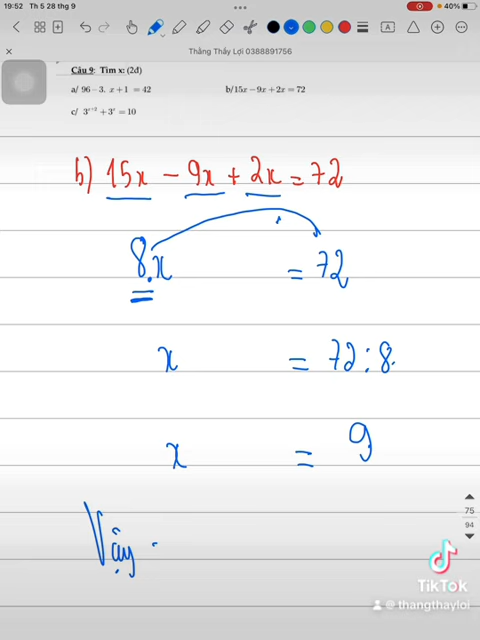 19:52 Th 5 28 thg 9 40%
Thằng Thầy Lợi 0388891756
Câu 9: Tìm x: (2đ)
a/ 96 – 3. x + 1 = 42 b/15x – 9x + 2x = 72
c/ 3^{x+2} + 3^x = 10
b) 15x - 9x + 2x = 72
8.x = 72
x = 72 : 8.
x = 9
Vậy
75
94
TikTok
@ thangthayloi